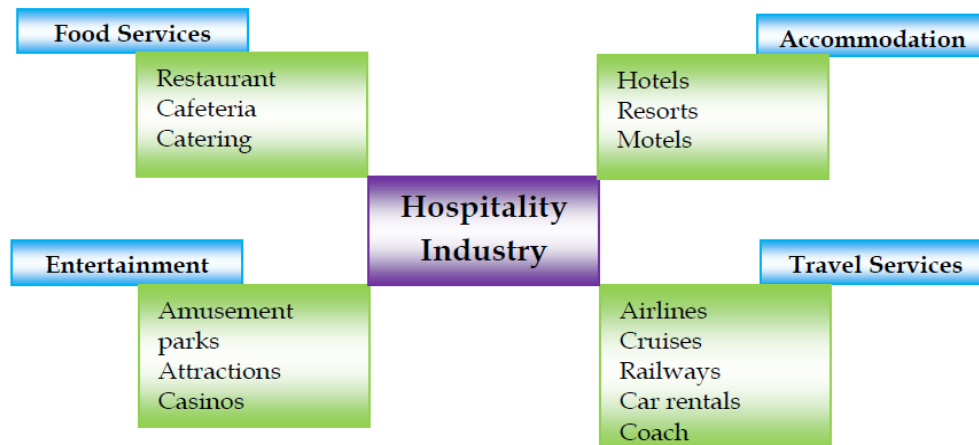 Food Services
Restaurant
Cafeteria
Catering
Accommodation
Hotels
Resorts
Motels
Hospitality
Industry
Entertainment
Amusement
parks
Attractions
Casinos
Travel Services
Airlines
Cruises
Railways
Car rentals
Coach